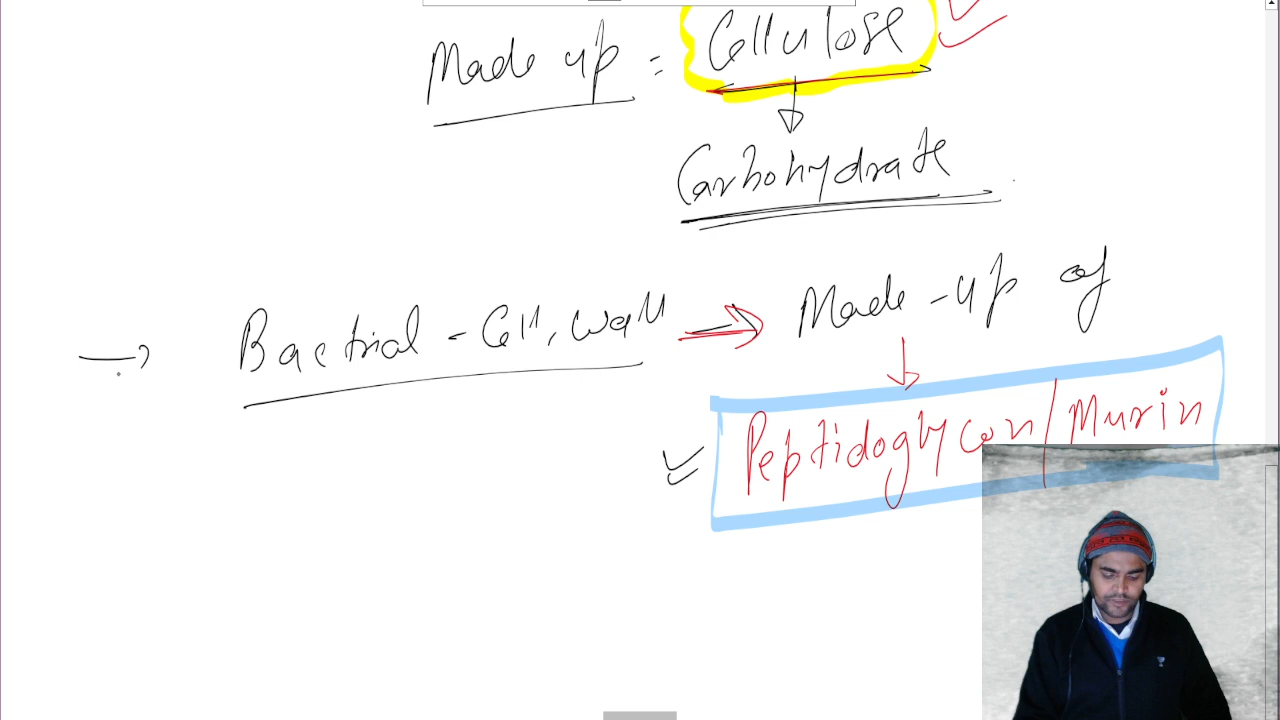 Made up = Cellulose
Carbohydrate
→ Bactrial - Cell, wall ⇒ Made - up of
Peptidoglycan/Murin